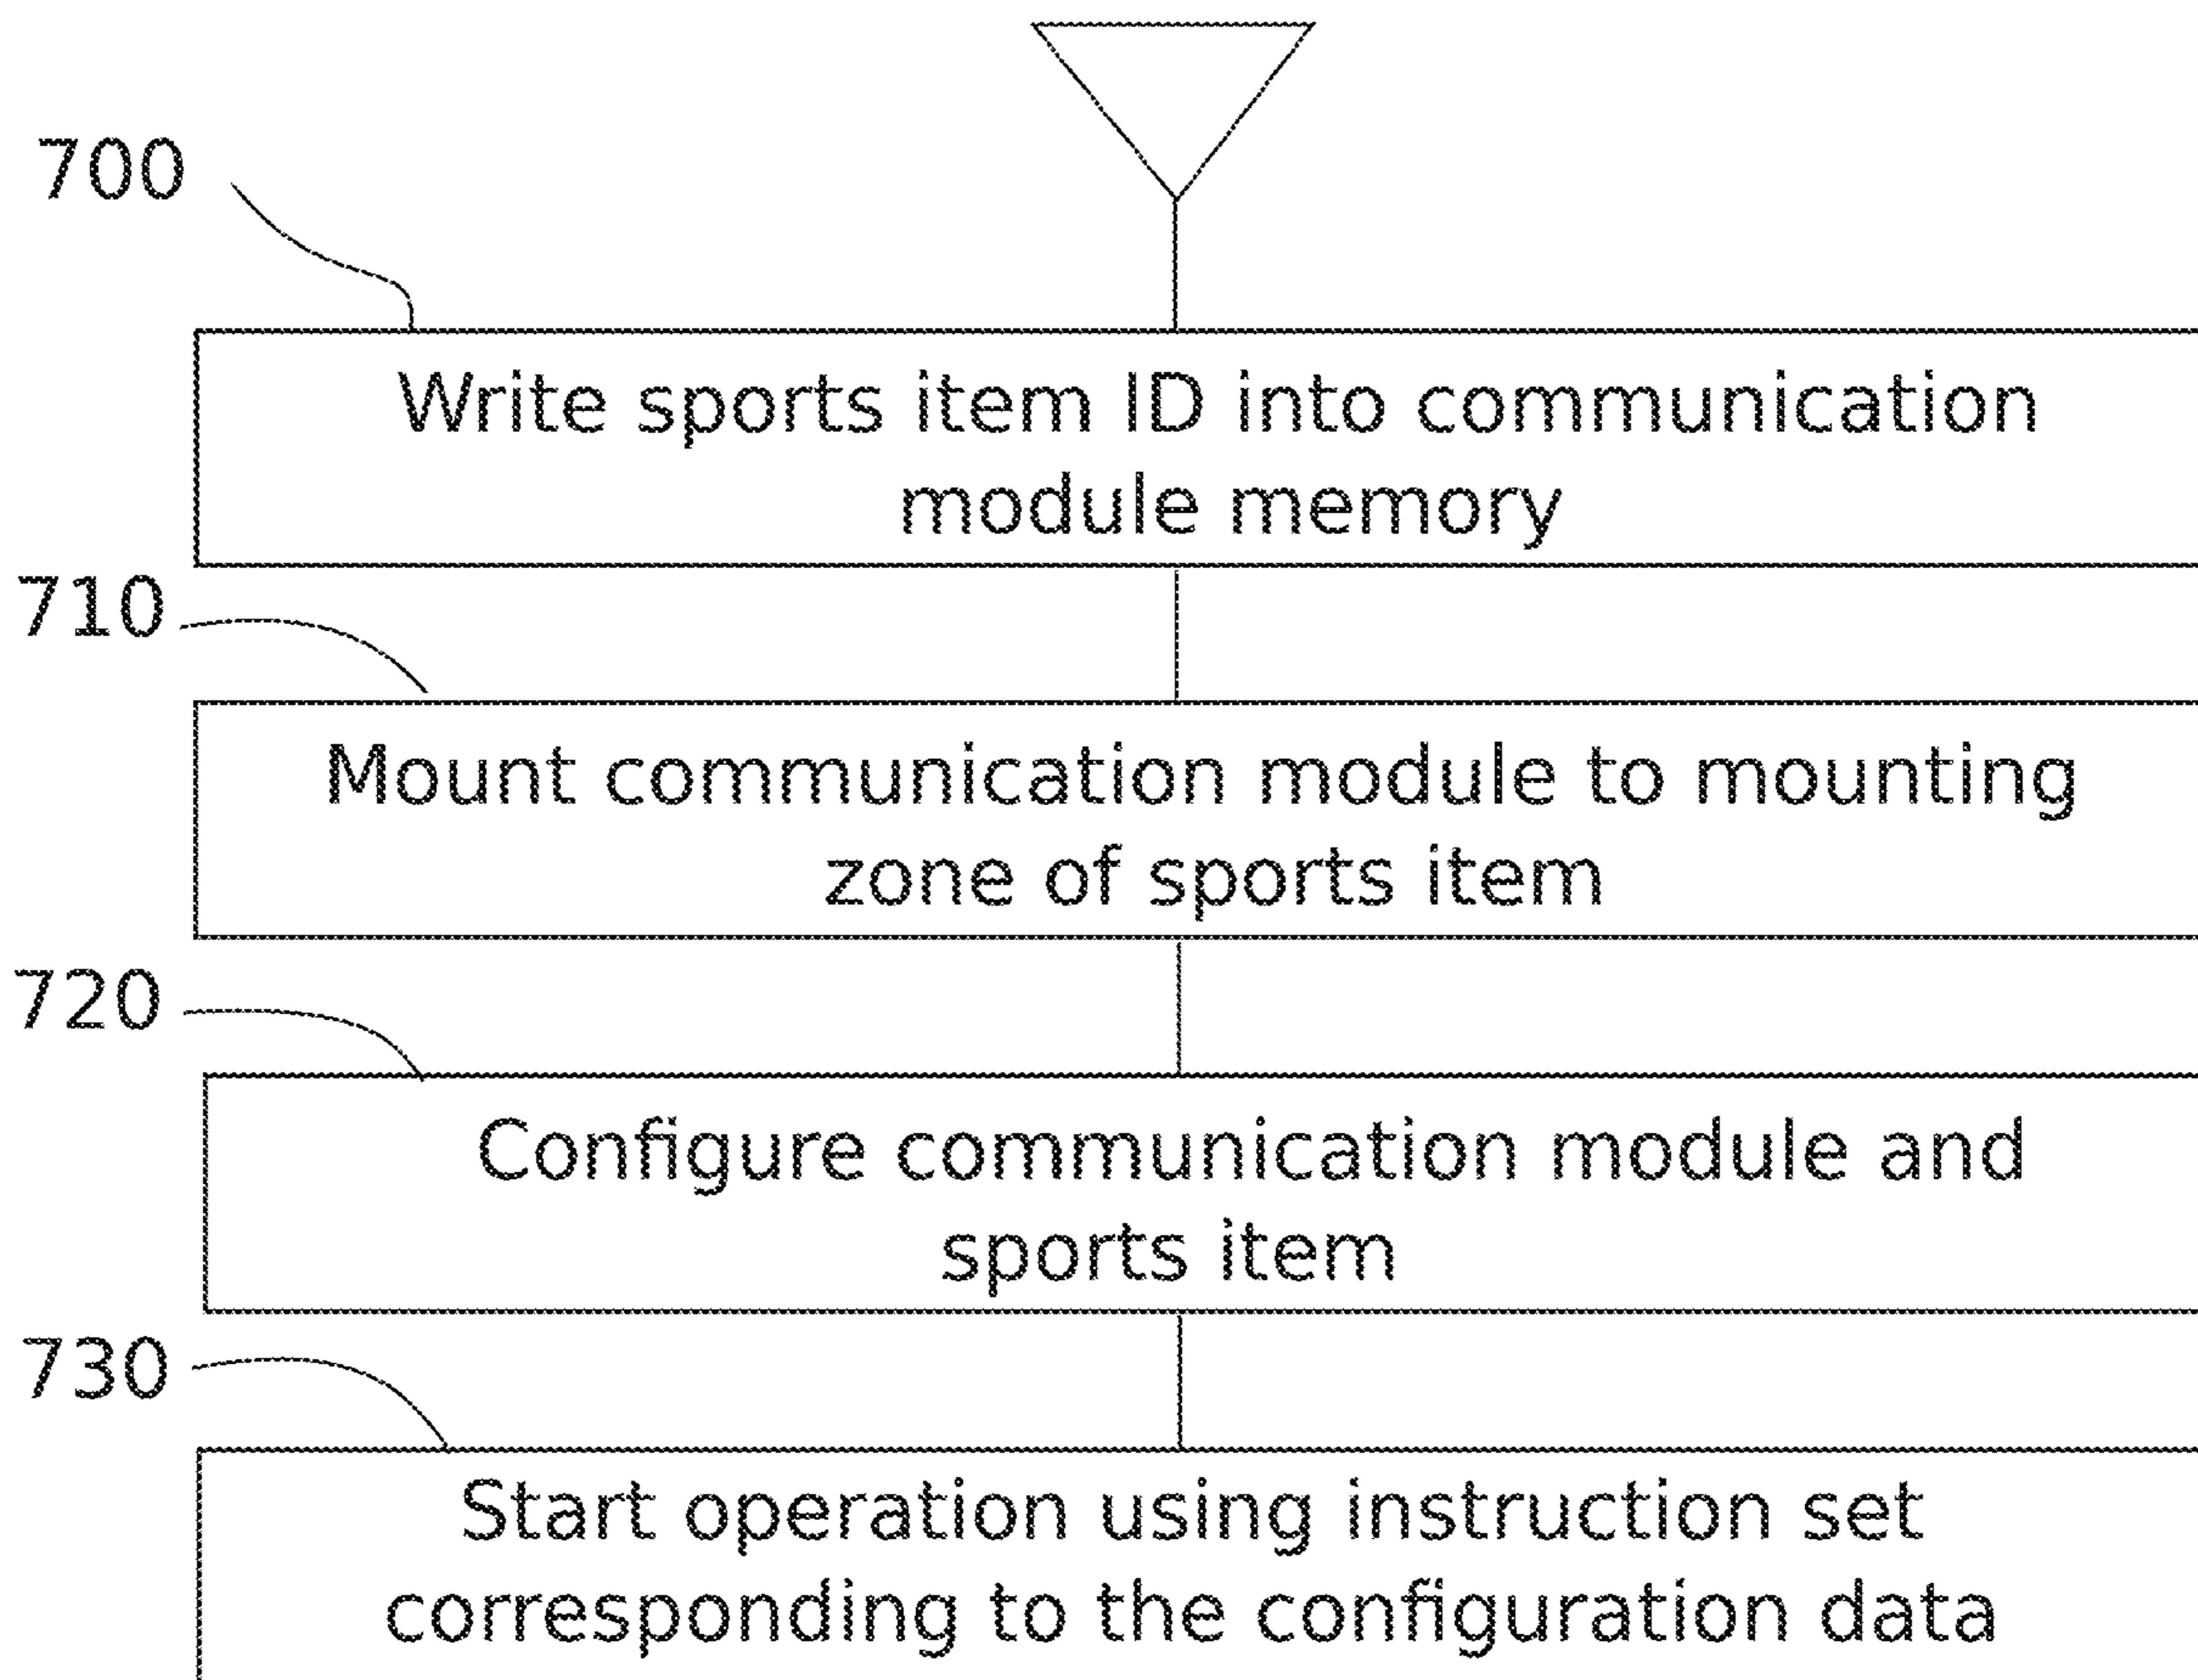 700
Write sports item ID into communication
module memory
710
Mount communication module to mounting
zone of sports item
720
Configure communication module and
sports item
730
Start operation using instruction set
corresponding to the configuration data